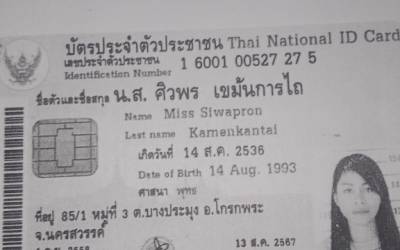 บัตรประจำตัวประชาชน Thai National ID Card
เลขประจำตัวประชาชน
Identification Number 1 6001 00527 27 5
ชื่อตัวและชื่อสกุล น.ส. ศิวพร เขม้นการไถ
Name Miss Siwapron
Last name Kamenkantai
เกิดวันที่ 14 ส.ค. 2536
Date of Birth 14 Aug. 1993
ศาสนา พุทธ
ที่อยู่ 85/1 หมู่ที่ 3 ต.บางประมุง อ.โกรกพระ
จ.นครสวรรค์
13 ส.ค. 2567